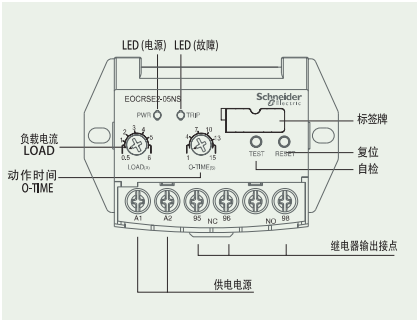 LED (电源) LED (故障)
EOCRSE2-05NS
Schneider
Electric
PWR TRIP
标签牌
负载电流
LOAD
2 3 4
1 5
0.5 6
LOAD(A)
7 10
4 13
1 15
O-TIME(S)
TEST RESET
复位
自检
动作时间
O-TIME
A1 A2 95 96 98
NC NO
继电器输出接点
供电电源